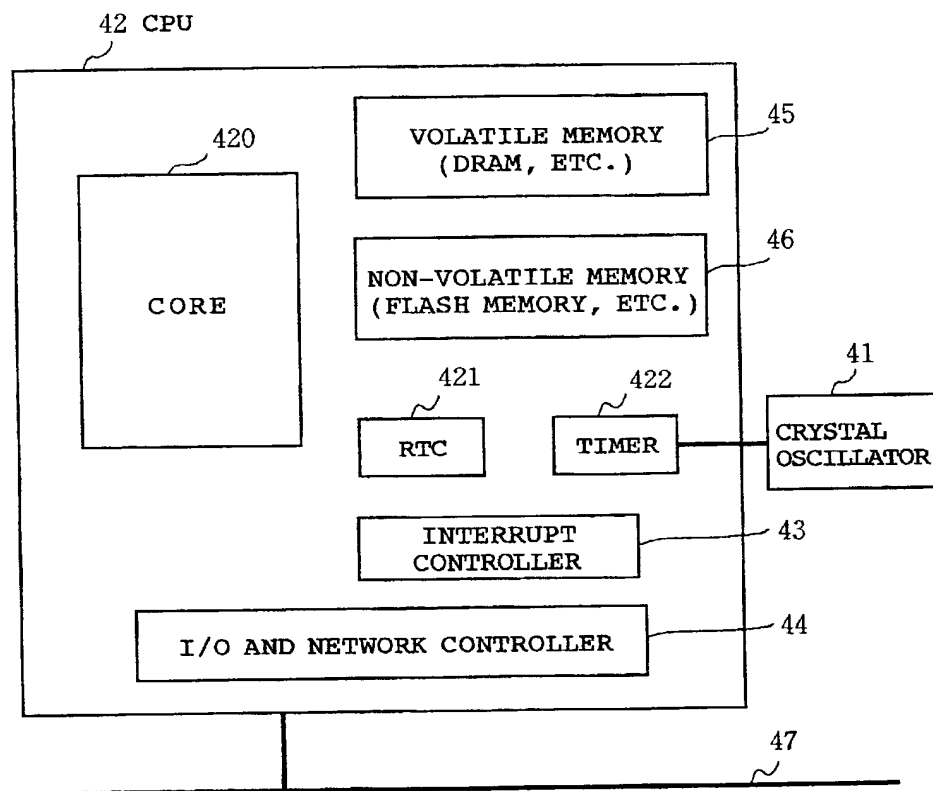 42 CPU
45
VOLATILE MEMORY
(DRAM, ETC.)
420
46
NON-VOLATILE MEMORY
(FLASH MEMORY, ETC.)
CORE
421
422
41
RTC
TIMER
CRYSTAL
OSCILLATOR
INTERRUPT
CONTROLLER
43
I/O AND NETWORK CONTROLLER
44
47